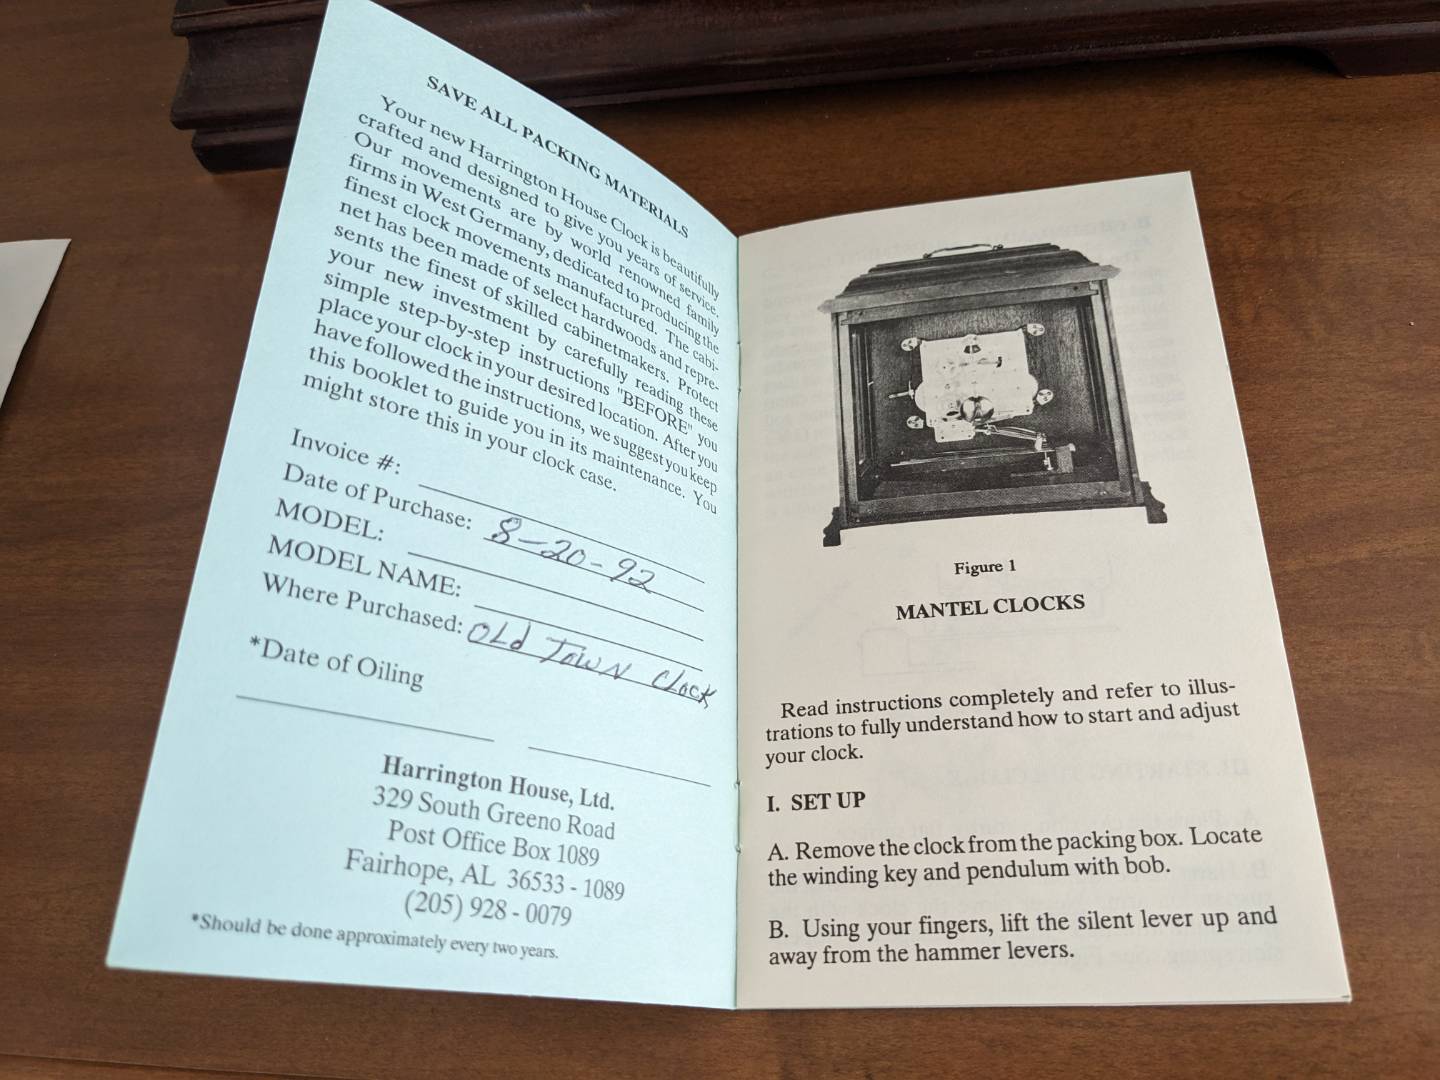 SAVE ALL PACKING MATERIALS
Your new Harrington House Clock is beautifully
crafted and designed to give you years of service.
Our movements are by world renowned family
firms in West Germany, dedicated to producing the
finest clock movements manufactured. The cabi-
net has been made of select hardwoods and repre-
sents the finest of skilled cabinetmakers. Protect
your new investment by carefully reading these
simple step-by-step instructions "BEFORE" you
place your clock in your desired location. After you
have followed the instructions, we suggest you keep
this booklet to guide you in its maintenance. You
might store this in your clock case.
Invoice #:
Date of Purchase: 8-20-92
MODEL:
MODEL NAME:
Where Purchased: OLd TOWN CLOCK
*Date of Oiling
Harrington House, Ltd.
329 South Greeno Road
Post Office Box 1089
Fairhope, AL 36533 - 1089
(205) 928 - 0079
*Should be done approximately every two years.
Figure 1
MANTEL CLOCKS
Read instructions completely and refer to illus-
trations to fully understand how to start and adjust
your clock.
I. SET UP
A. Remove the clock from the packing box. Locate
the winding key and pendulum with bob.
B. Using your fingers, lift the silent lever up and
away from the hammer levers.